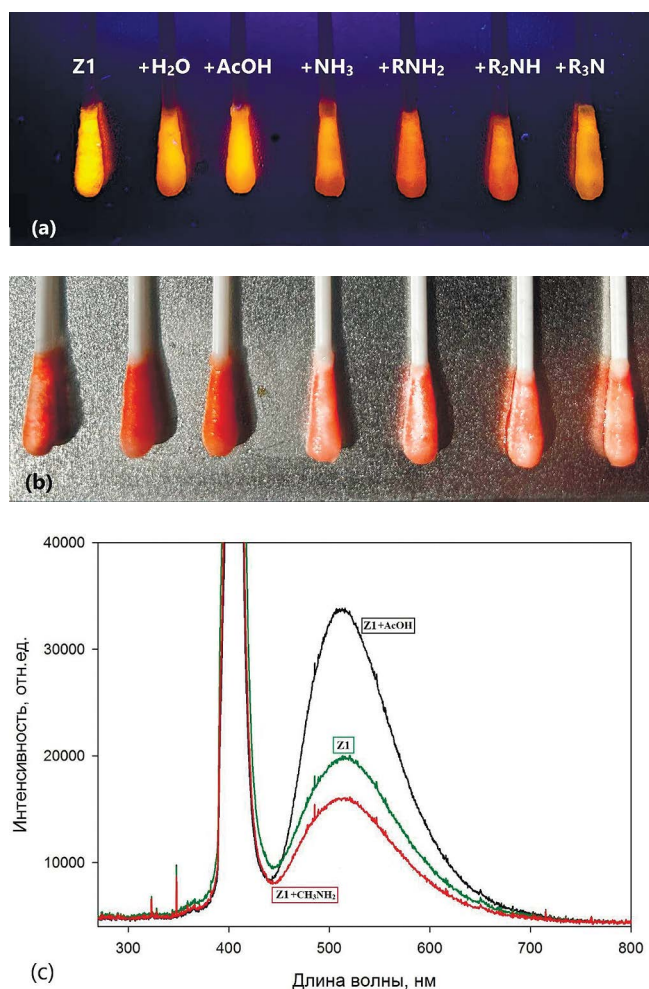 Z1 +H₂O +AcOH +NH₃ +RNH₂ +R₂NH +R₃N
(a)
(b)
40000
30000
20000
10000
Интенсивность, отн.ед.
Z1+AcOH
Z1
Z1+CH₃NH₂
300 400 500 600 700 800
(c)
Длина волны, нм